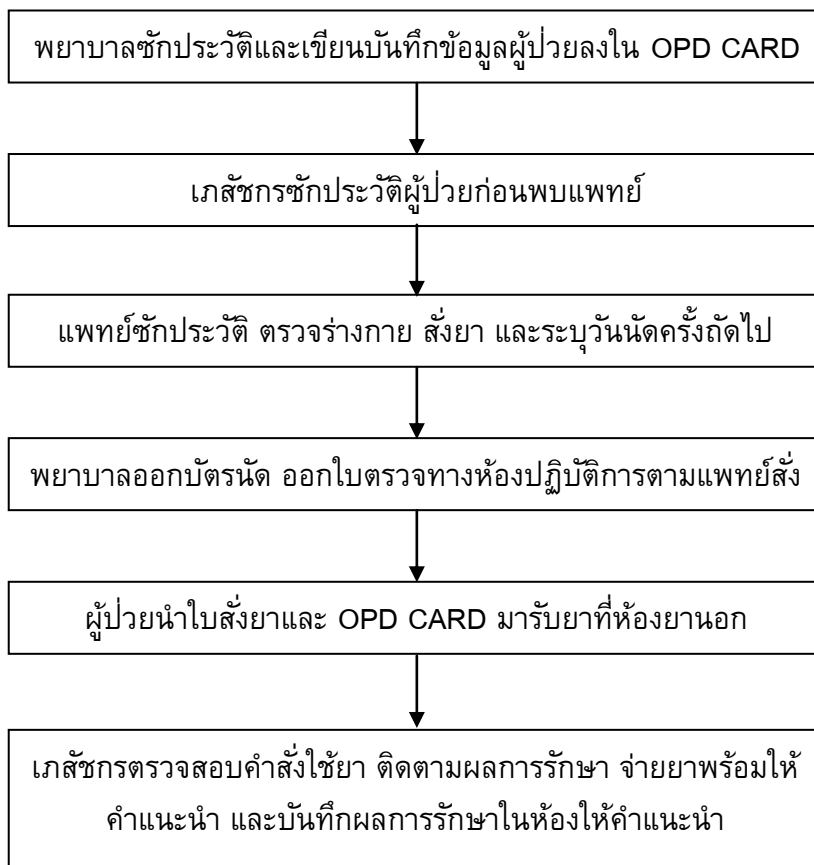 พยาบาลซักประวัติและเขียนบันทึกข้อมูลผู้ป่วยลงใน OPD CARD
เภสัชกรซักประวัติผู้ป่วยก่อนพบแพทย์
แพทย์ซักประวัติ ตรวจร่างกาย สั่งยา และระบุวันนัดครั้งถัดไป
พยาบาลออกบัตรนัด ออกใบตรวจทางห้องปฏิบัติการตามแพทย์สั่ง
ผู้ป่วยนำใบสั่งยาและ OPD CARD มารับยาที่ห้องยานอก
เภสัชกรตรวจสอบคำสั่งใช้ยา ติดตามผลการรักษา จ่ายยาพร้อมให้
คำแนะนำ และบันทึกผลการรักษาในห้องให้คำแนะนำ